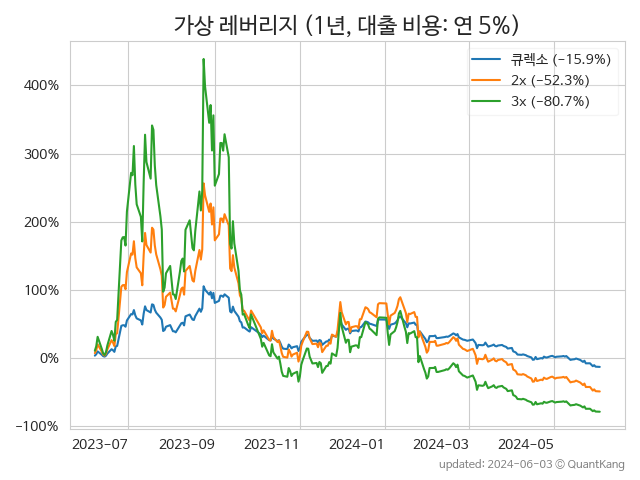 가상 레버리지 (1년, 대출 비용: 연 5%)
큐렉소 (−15.9%)
2x (−52.3%)
3x (−80.7%)
400%
300%
200%
100%
0%
−100%
2023-07
2023-09
2023-11
2024-01
2024-03
2024-05
updated: 2024-06-03 © QuantKang